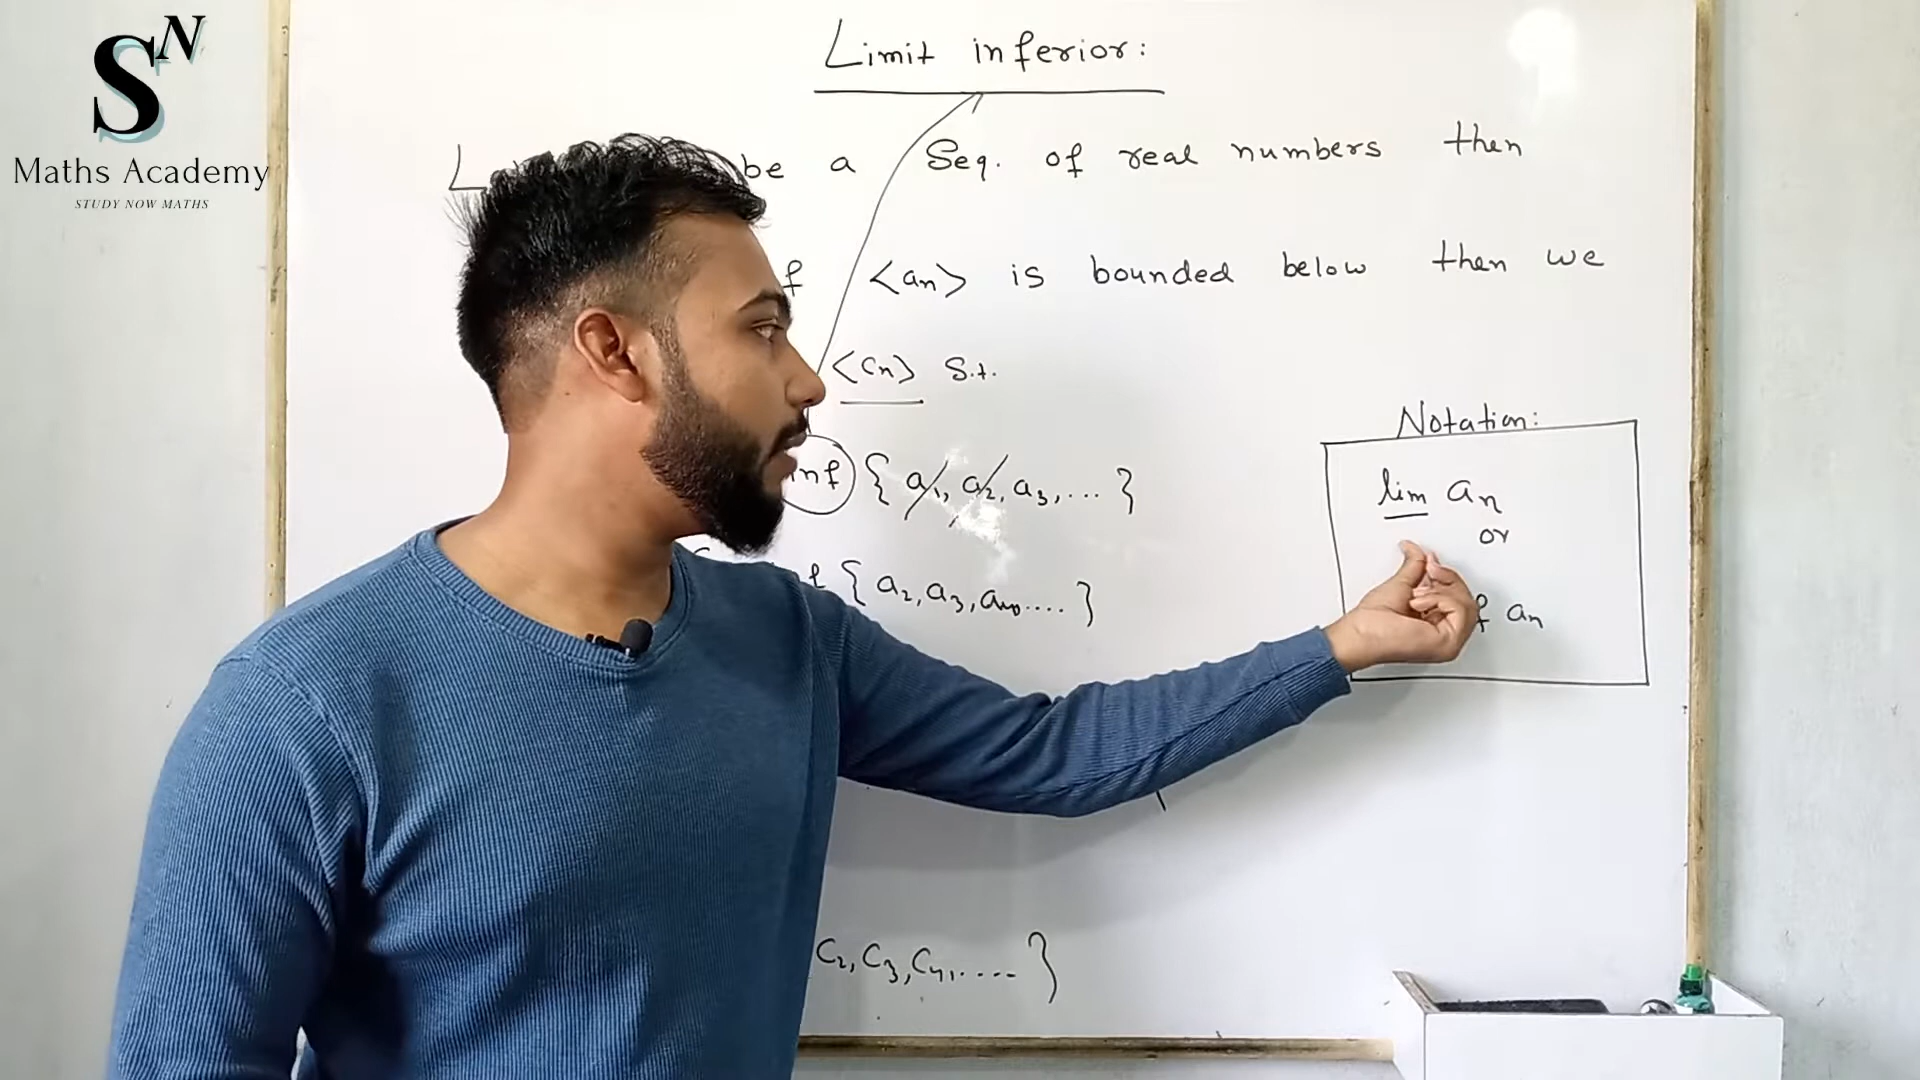 SN
Maths Academy
STUDY NOW MATHS
Limit inferior:
be a Seq. of real numbers then
<an> is bounded below then we
<cn> S.t.
{ a1, a2, a3, ... }
{ a2, a3, a4, .... }
c2, c3, c4, .... }
Notation:
lim an
or
an